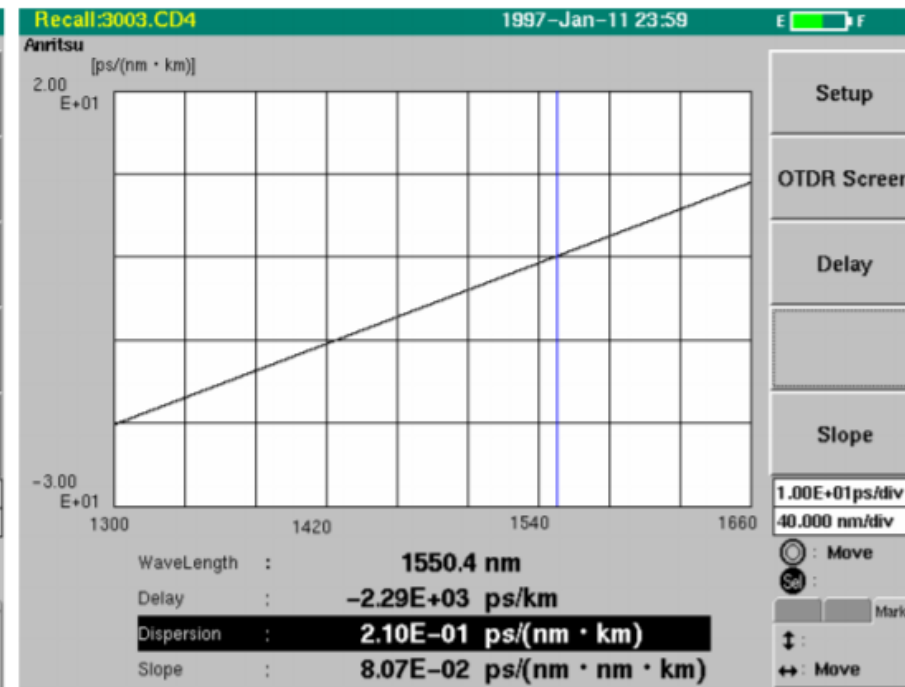 Recall:3003.CD4 1997-Jan-11 23:59 E F
Anritsu
[ps/(nm・km)]
2.00
E+01
-3.00
E+01
1300 1420 1540 1660
WaveLength : 1550.4 nm
Delay : -2.29E+03 ps/km
Dispersion : 2.10E-01 ps/(nm・km)
Slope : 8.07E-02 ps/(nm・nm・km)
Setup
OTDR Screen
Delay
Slope
1.00E+01ps/div
40.000 nm/div
: Move
Sel :
Mark
↕ :
↔ : Move